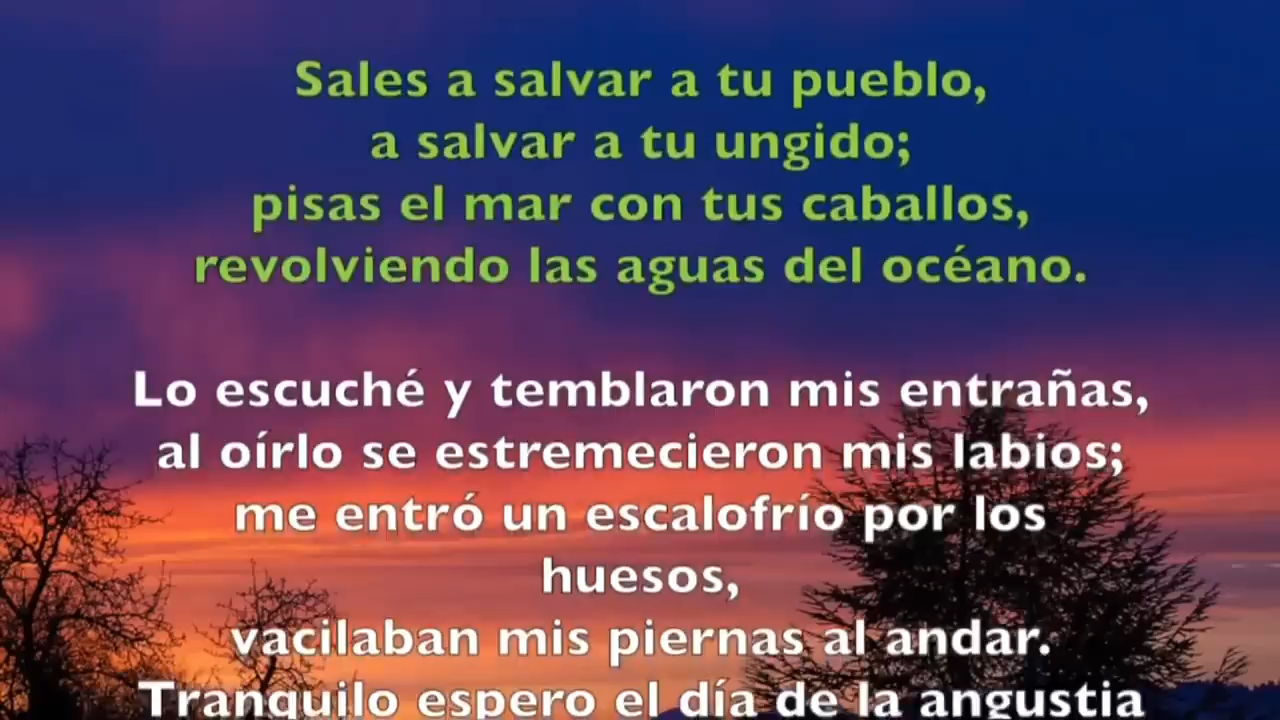 Sales a salvar a tu pueblo,
a salvar a tu ungido;
pisas el mar con tus caballos,
revolviendo las aguas del océano.
Lo escuché y temblaron mis entrañas,
al oírlo se estremecieron mis labios;
me entró un escalofrío por los
huesos,
vacilaban mis piernas al andar.
Tranquilo espero el día de la angustia